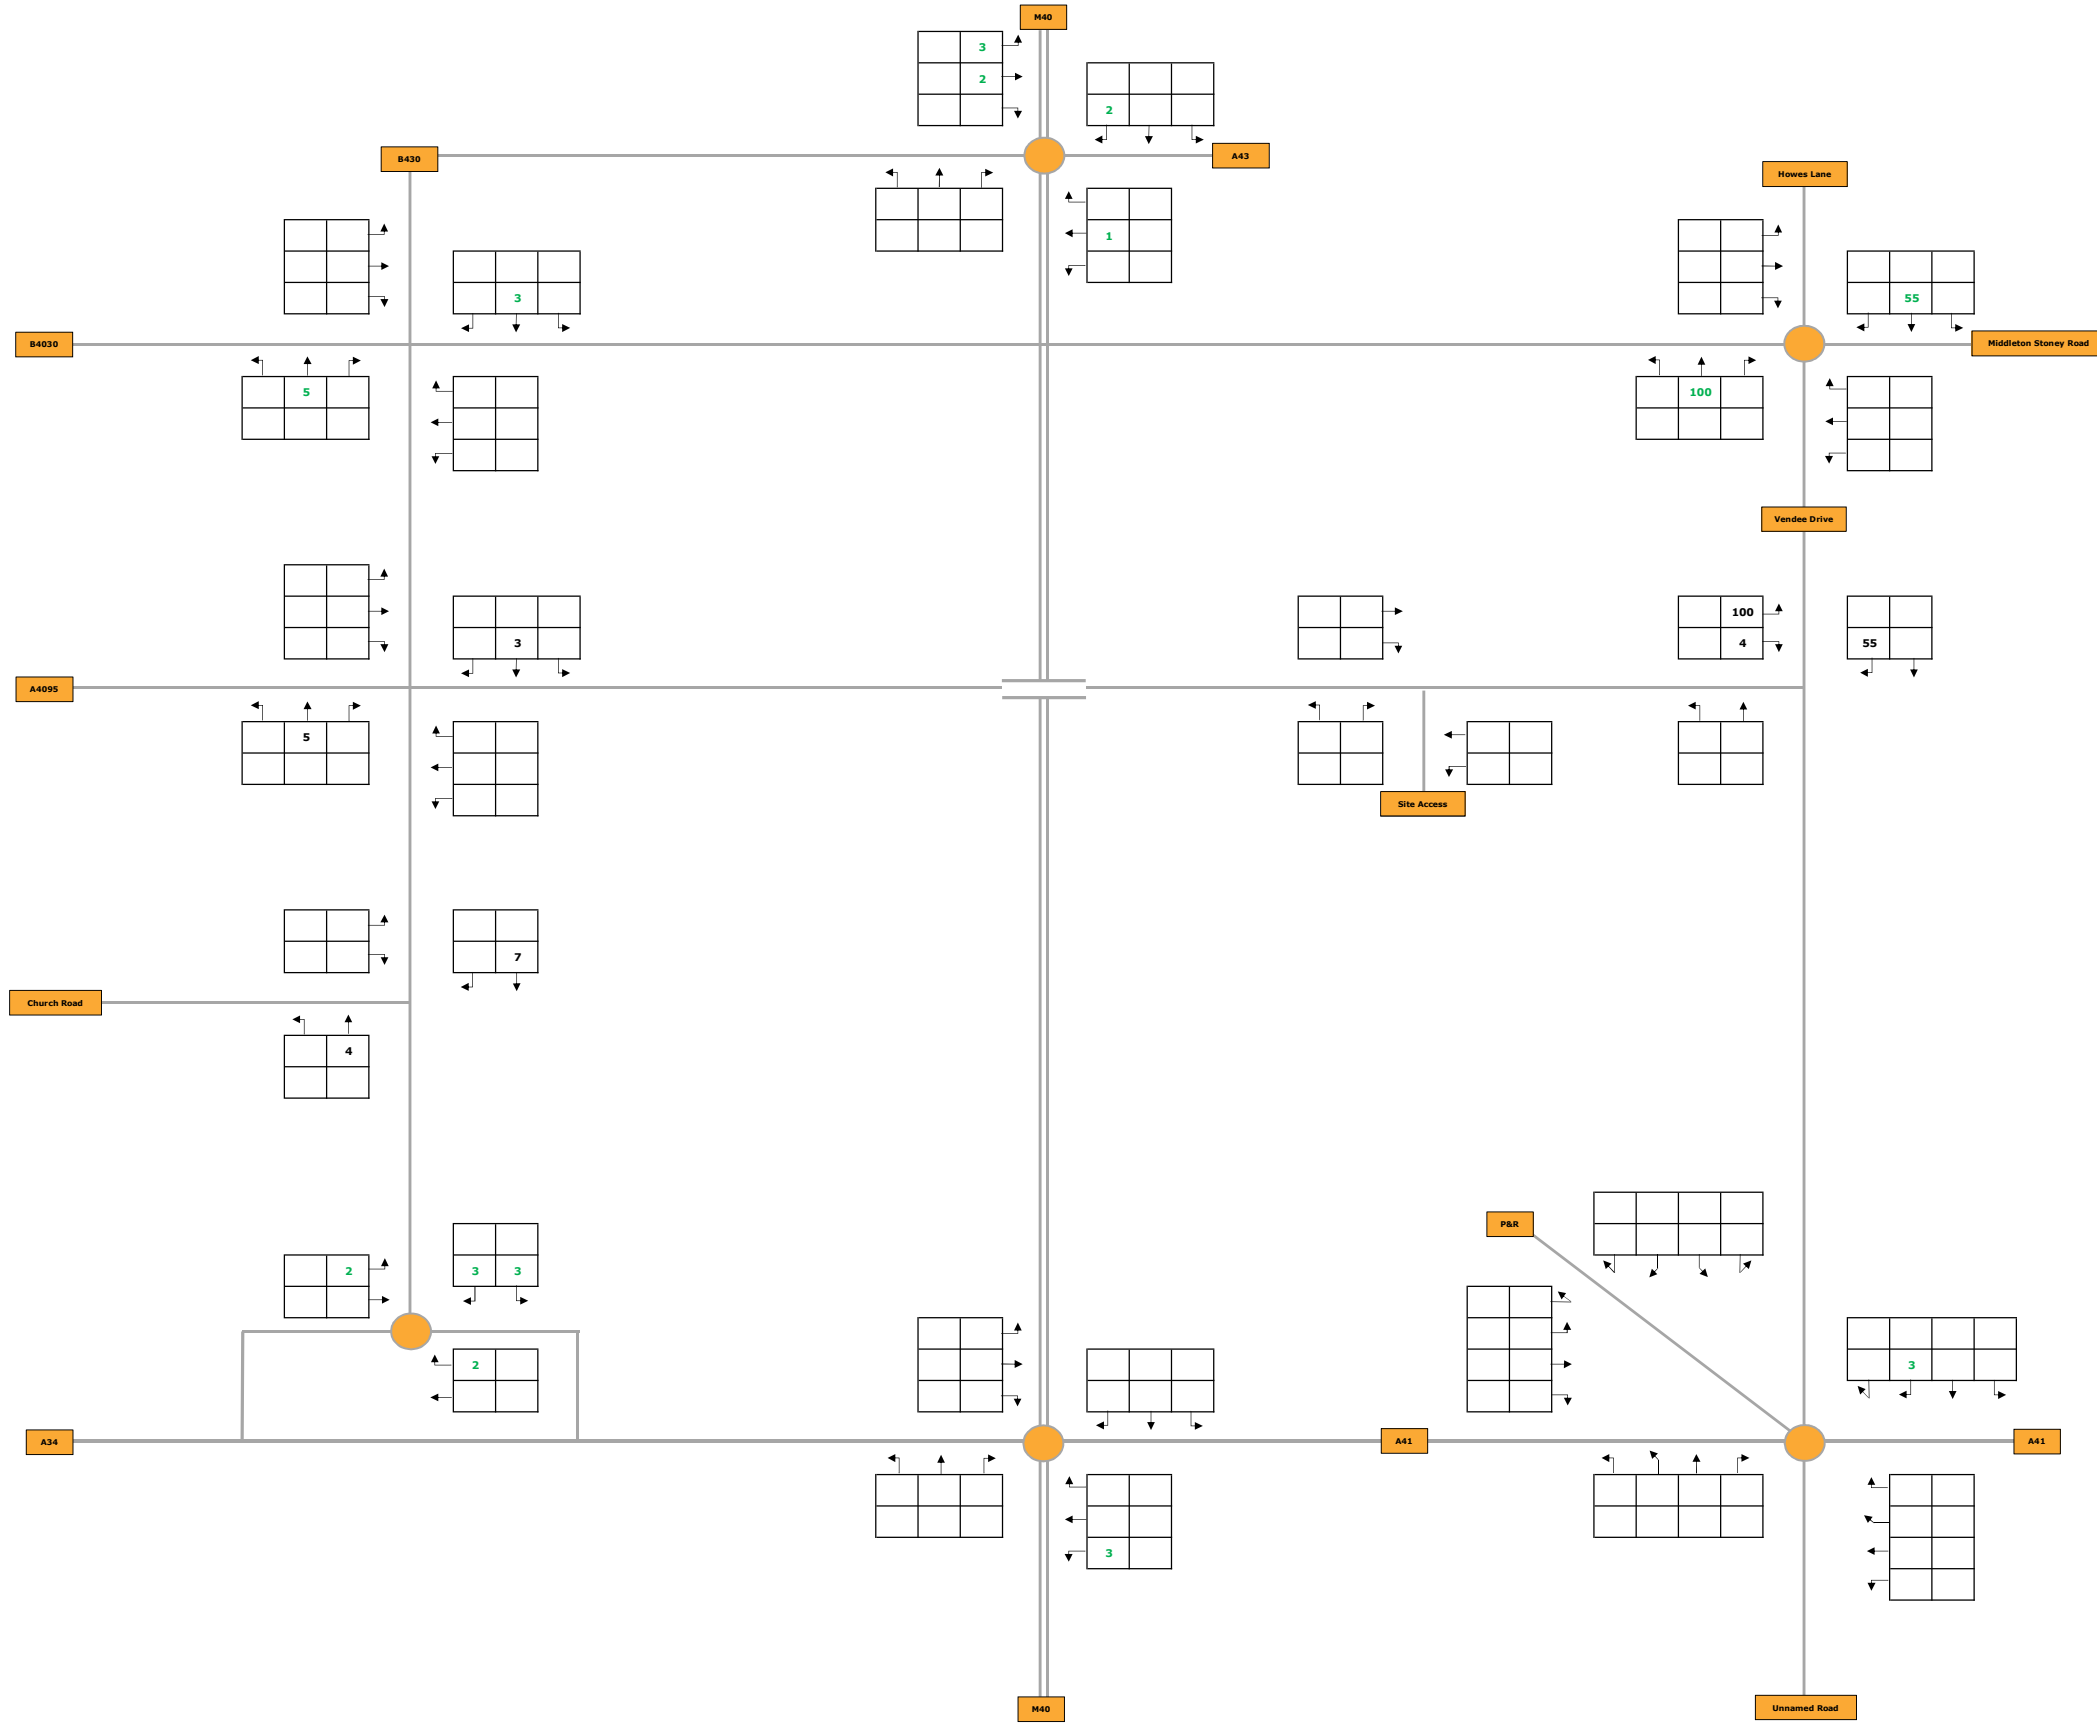 M40
3
2
2
B430
A43
1
Howes Lane
3
55
B4030
Middleton Stoney Road
5
100
Vendee Drive
100
3
4
55
A4095
5
Site Access
7
Church Road
4
P&R
2
3 3
2
3
A34
A41
A41
3
M40
Unnamed Road